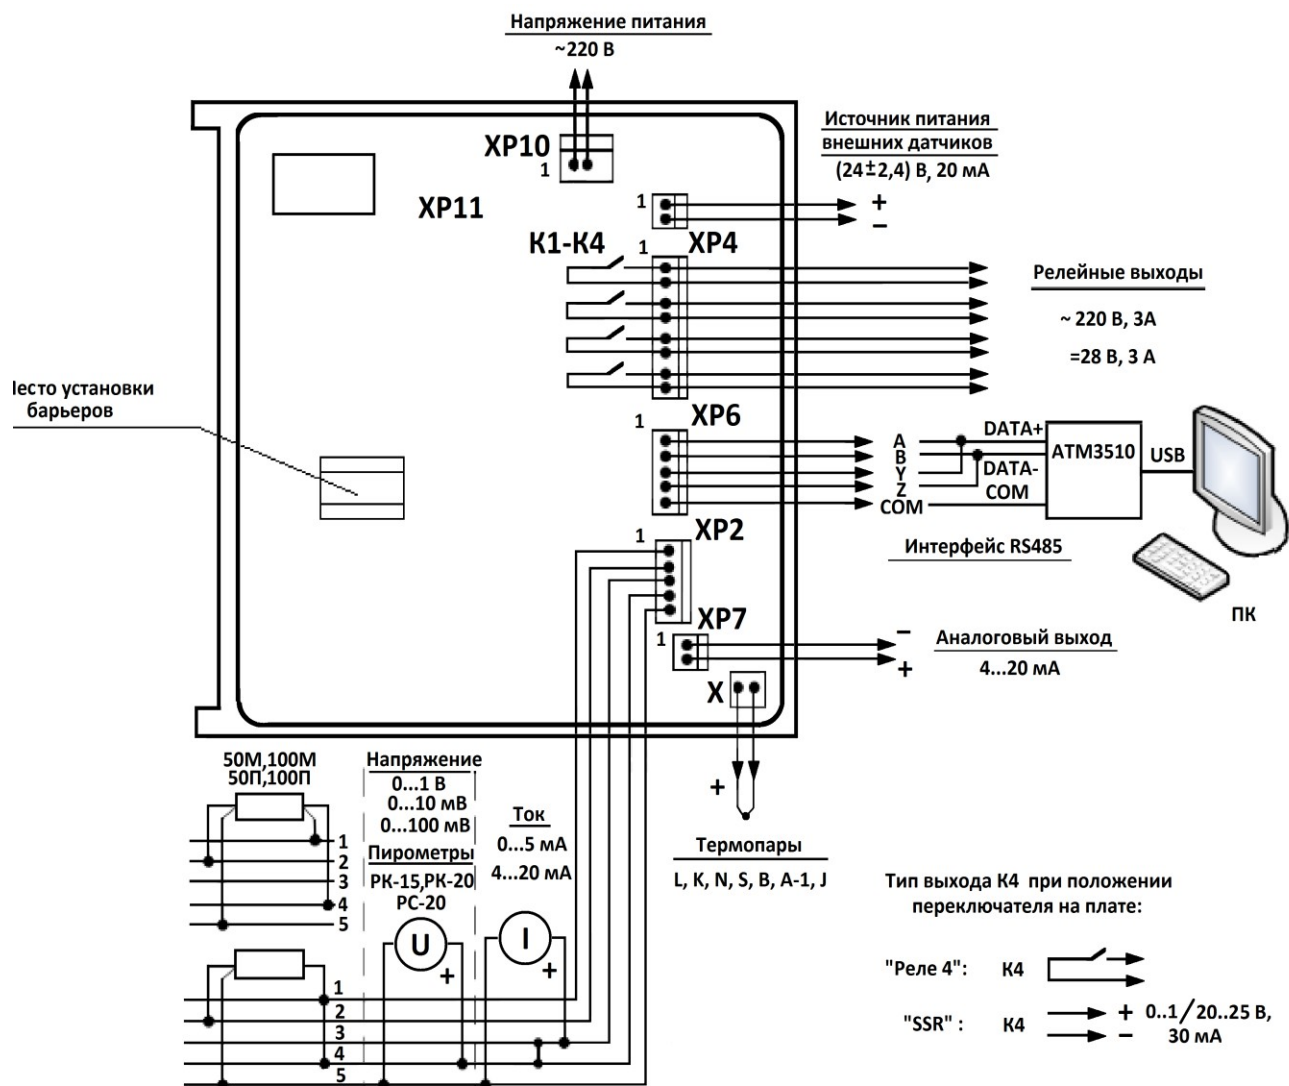 Напряжение питания
~220 В
XP10
1
XP11
Источник питания
внешних датчиков
(24±2,4) В, 20 мА
1
+
−
K1-K4
1
XP4
Релейные выходы
~ 220 В, 3А
=28 В, 3 А
есто установки
барьеров
XP6
1
A
B
Y
Z
COM
DATA+
DATA-
COM
ATM3510
USB
ПК
Интерфейс RS485
XP2
1
XP7
1
−
+
Аналоговый выход
4...20 мА
X
+
Термопары
L, K, N, S, B, A-1, J
50М,100М
50П,100П
1
2
3
4
5
Напряжение
0...1 В
0...10 мВ
0...100 мВ
Пирометры
РК-15,РК-20
РС-20
U
+
Ток
0...5 мА
4...20 мА
I
+
1
2
3
4
5
Тип выхода К4 при положении
переключателя на плате:
"Реле 4": К4
"SSR" : К4 + 0..1/20..25 В,
− 30 мА